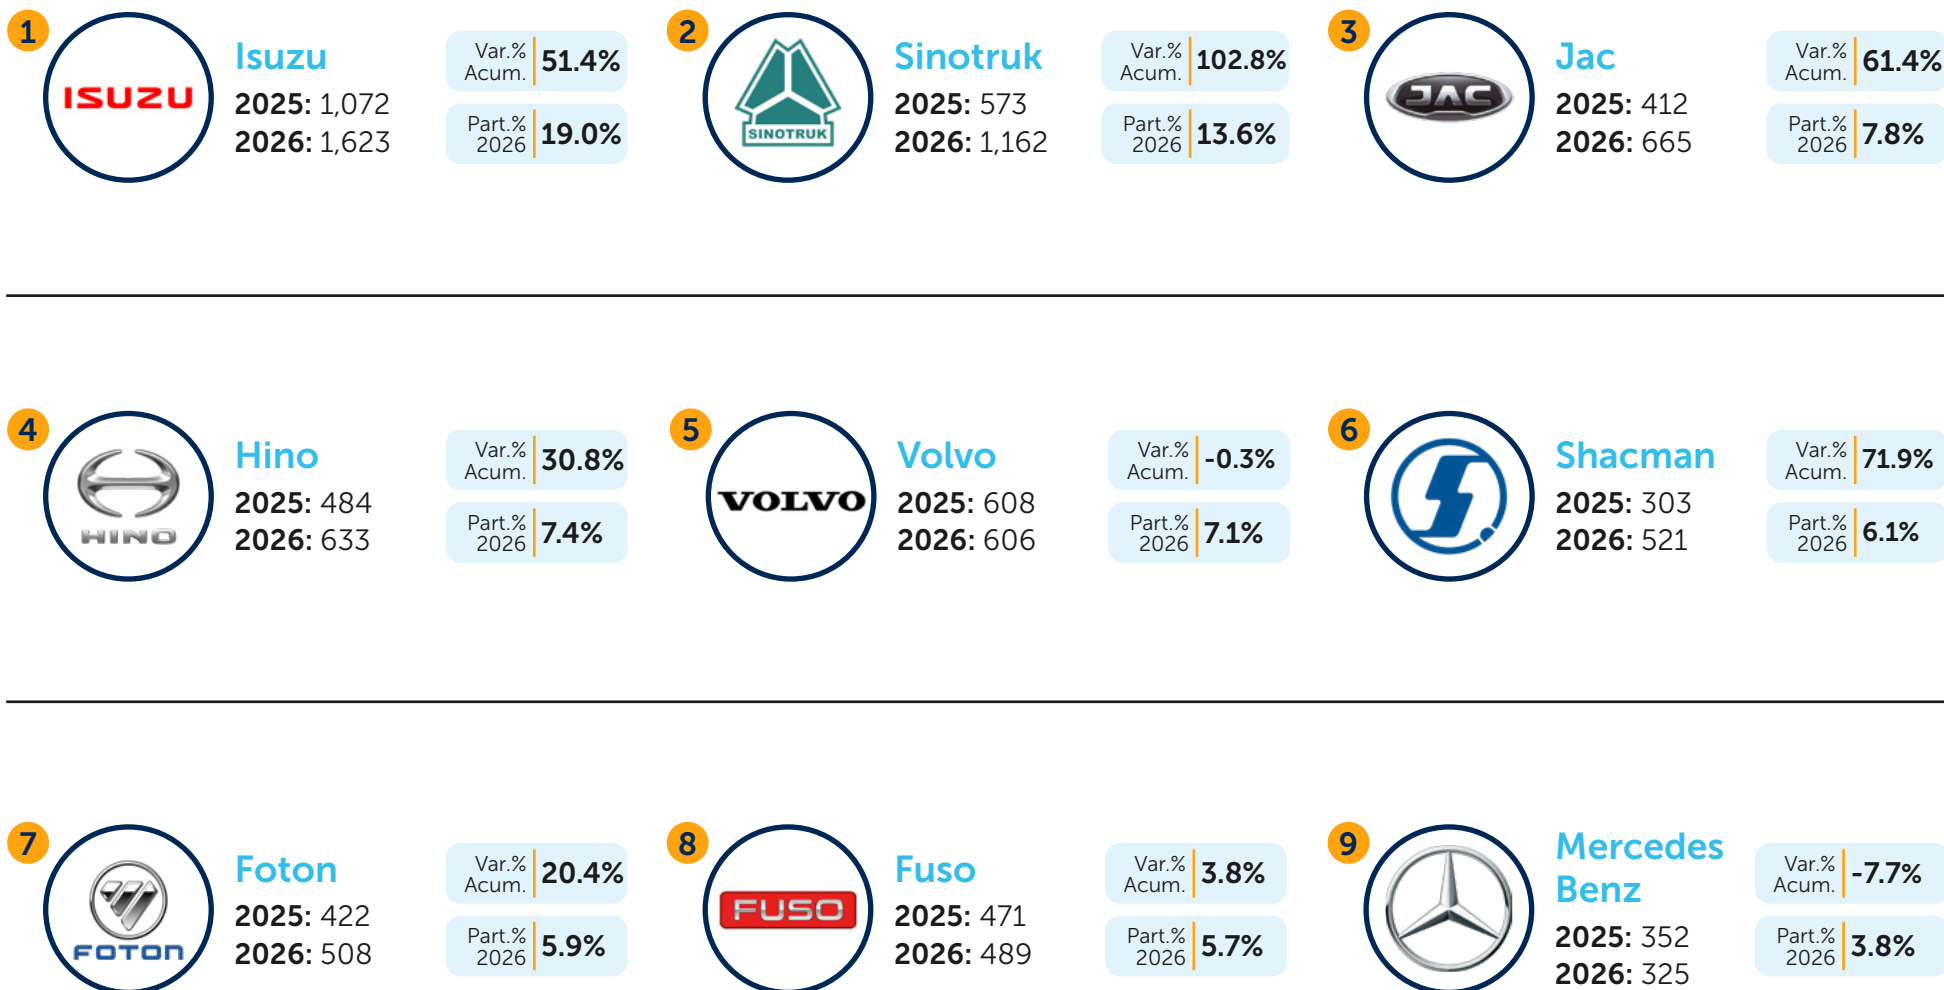 1
ISUZU
Isuzu
2025: 1,072
2026: 1,623
Var.%
Acum.
51.4%
Part.%
2026
19.0%
2
SINOTRUK
Sinotruk
2025: 573
2026: 1,162
Var.%
Acum.
102.8%
Part.%
2026
13.6%
3
JAC
Jac
2025: 412
2026: 665
Var.%
Acum.
61.4%
Part.%
2026
7.8%
4
HINO
Hino
2025: 484
2026: 633
Var.%
Acum.
30.8%
Part.%
2026
7.4%
5
VOLVO
Volvo
2025: 608
2026: 606
Var.%
Acum.
-0.3%
Part.%
2026
7.1%
6
Shacman
2025: 303
2026: 521
Var.%
Acum.
71.9%
Part.%
2026
6.1%
7
FOTON
Foton
2025: 422
2026: 508
Var.%
Acum.
20.4%
Part.%
2026
5.9%
8
FUSO
Fuso
2025: 471
2026: 489
Var.%
Acum.
3.8%
Part.%
2026
5.7%
9
Mercedes
Benz
2025: 352
2026: 325
Var.%
Acum.
-7.7%
Part.%
2026
3.8%